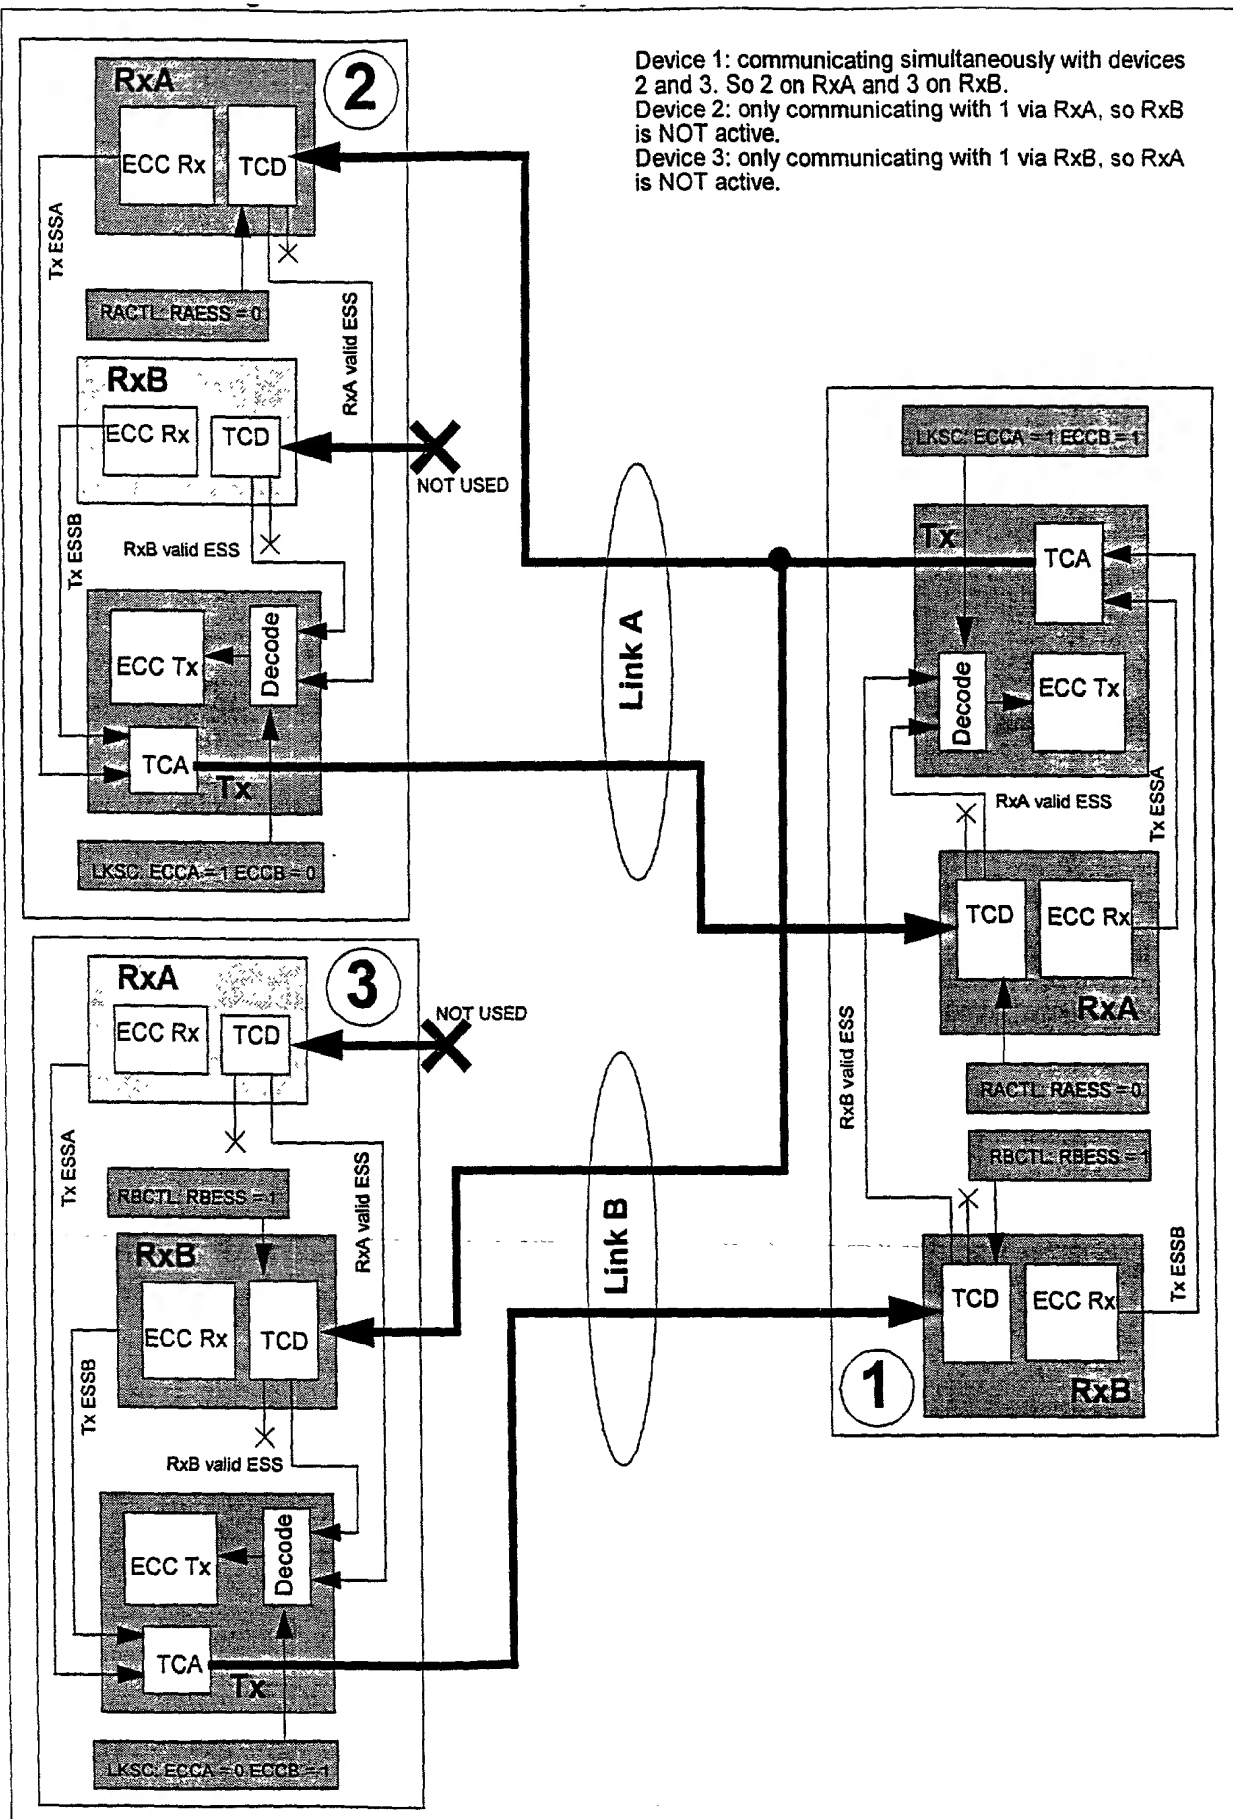 Device 1: communicating simultaneously with devices
2 and 3. So 2 on RxA and 3 on RxB.
Device 2: only communicating with 1 via RxA, so RxB
is NOT active.
Device 3: only communicating with 1 via RxB, so RxA
is NOT active.
2
RxA
ECC Rx
TCD
Tx ESSA
RACTL: RAESS = 0
RxA valid ESS
RxB
ECC Rx
TCD
NOT USED
RxB valid ESS
Tx ESSB
ECC Tx
Decode
TCA
Tx
LKSC: ECCA = 1 ECCB = 0
Link A
LKSC: ECCA = 1 ECCB = 1
Tx
TCA
Decode
ECC Tx
RxA valid ESS
Tx ESSA
TCD
ECC Rx
RxA
RxB valid ESS
RACTL: RAESS = 0
RBCTL: RBESS = 1
TCD
ECC Rx
RxB
Tx ESSB
1
3
RxA
ECC Rx
TCD
NOT USED
Tx ESSA
RBCTL: RBESS = 1
RxA valid ESS
RxB
ECC Rx
TCD
Tx ESSB
RxB valid ESS
ECC Tx
Decode
TCA
Tx
LKSC: ECCA = 0 ECCB = 1
Link B